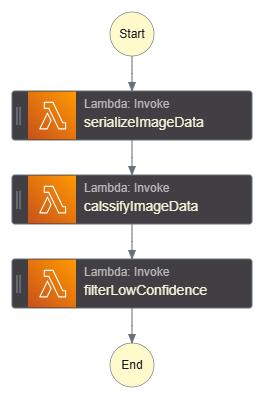 Start
Lambda: Invoke
serializeImageData
Lambda: Invoke
calssifyImageData
Lambda: Invoke
filterLowConfidence
End